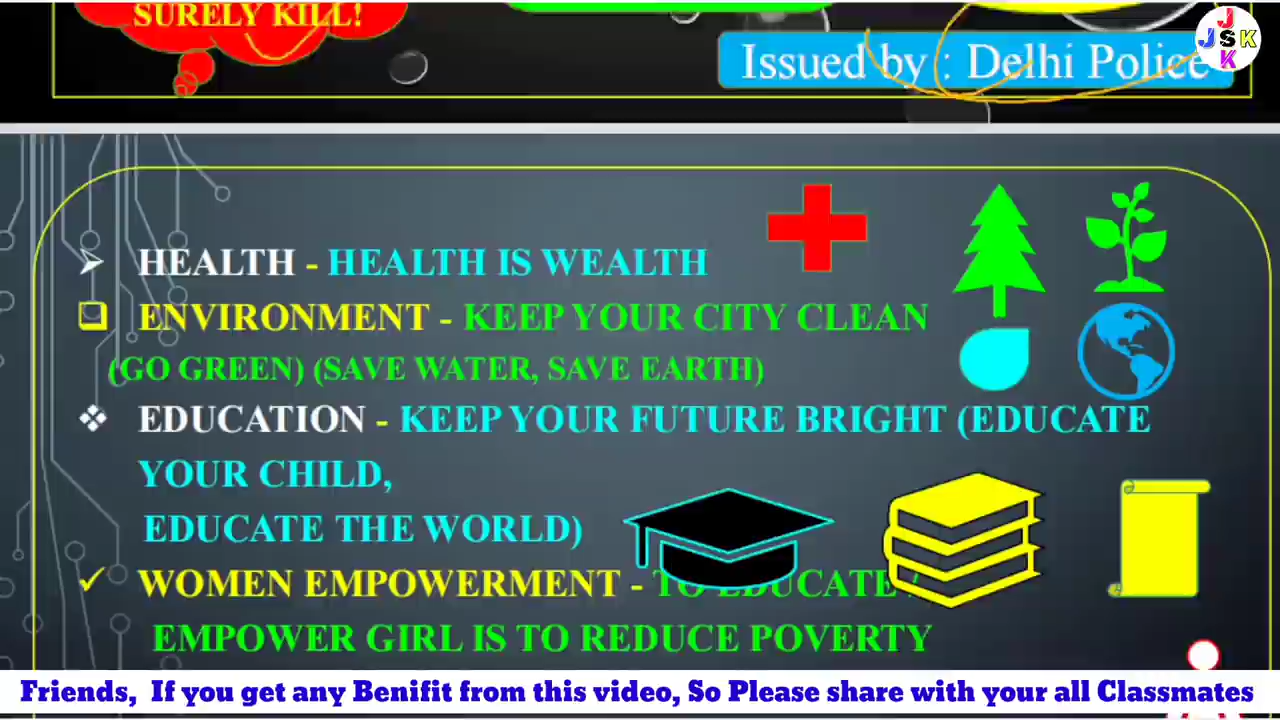 SURELY KILL!
Issued by : Delhi Police
J
J S K
K
HEALTH - HEALTH IS WEALTH
ENVIRONMENT - KEEP YOUR CITY CLEAN
(GO GREEN) (SAVE WATER, SAVE EARTH)
EDUCATION - KEEP YOUR FUTURE BRIGHT (EDUCATE
YOUR CHILD,
EDUCATE THE WORLD)
WOMEN EMPOWERMENT - TO EDUCATE /
EMPOWER GIRL IS TO REDUCE POVERTY
Friends, If you get any Benifit from this video, So Please share with your all Classmates